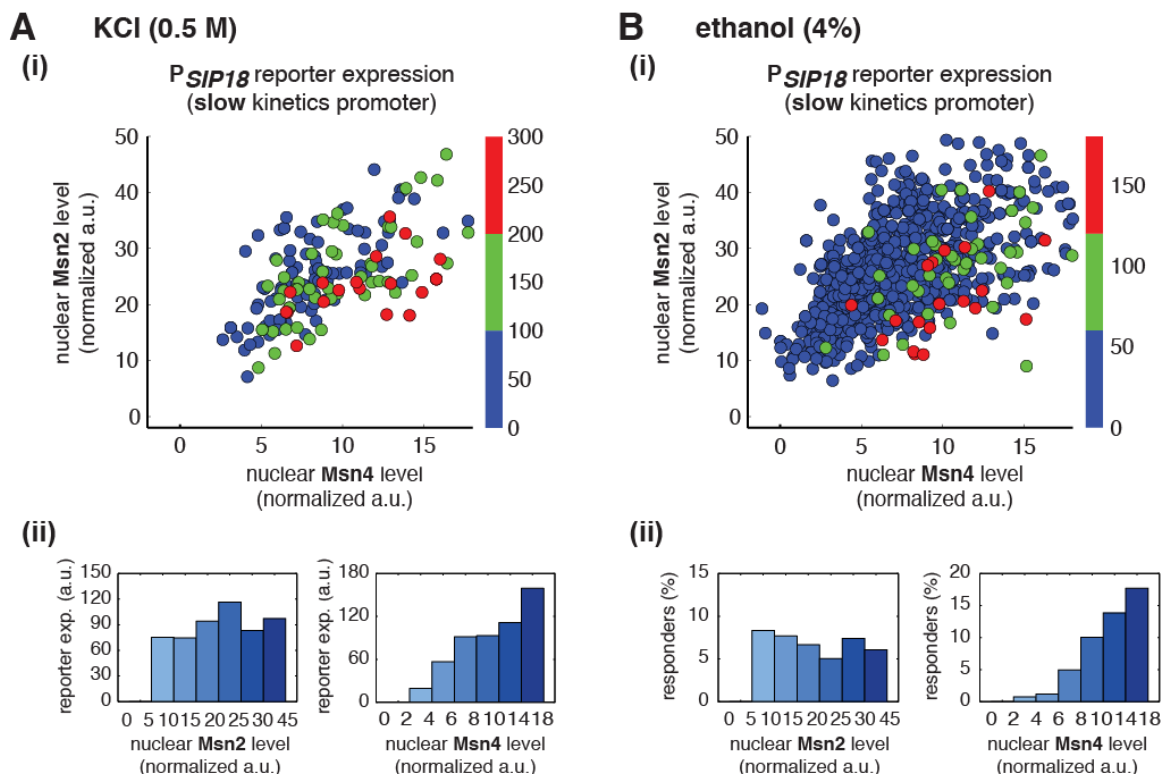 A KCl (0.5 M)
(i)
P SIP18 reporter expression
(slow kinetics promoter)
nuclear Msn2 level
(normalized a.u.)
50
40
30
20
10
0
0 5 10 15
nuclear Msn4 level
(normalized a.u.)
300
250
200
150
100
50
0
(ii)
reporter exp. (a.u.)
150
120
90
60
30
0
0 5 10 15 20 25 30 45
nuclear Msn2 level
(normalized a.u.)
reporter exp. (a.u.)
180
120
60
0
0 2 4 6 8 10 14 18
nuclear Msn4 level
(normalized a.u.)
B ethanol (4%)
(i)
P SIP18 reporter expression
(slow kinetics promoter)
nuclear Msn2 level
(normalized a.u.)
50
40
30
20
10
0
0 5 10 15
nuclear Msn4 level
(normalized a.u.)
150
100
50
0
(ii)
responders (%)
15
10
5
0
0 5 10 15 20 25 30 45
nuclear Msn2 level
(normalized a.u.)
responders (%)
20
15
10
5
0
0 2 4 6 8 10 14 18
nuclear Msn4 level
(normalized a.u.)